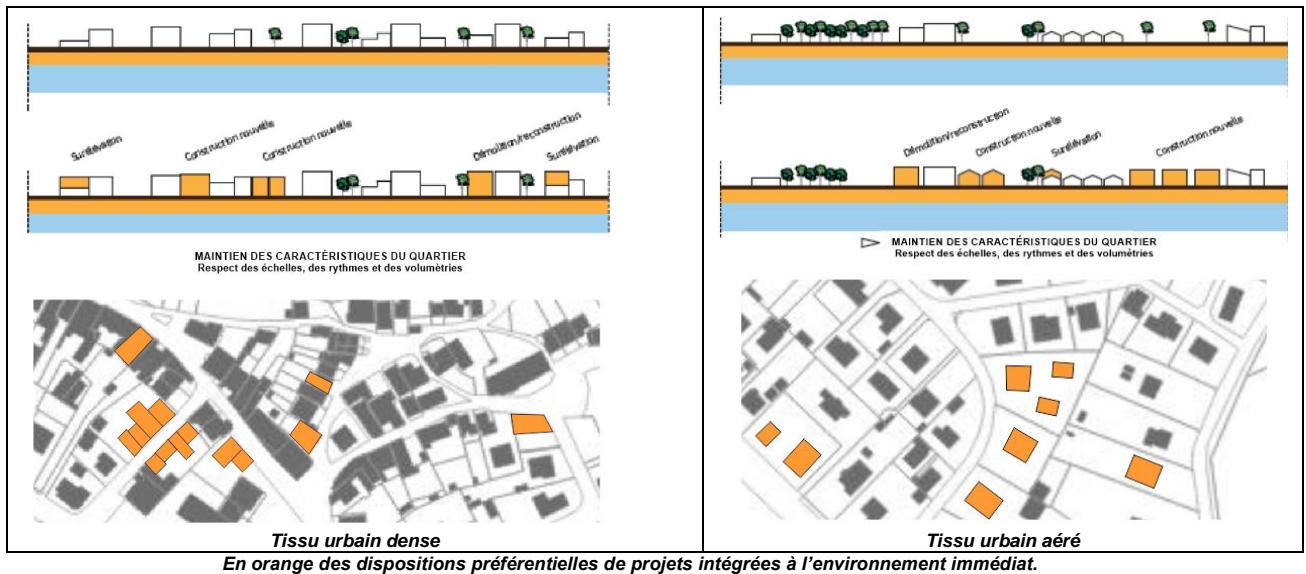 Surélévation
Construction nouvelle
Construction nouvelle
Démolition/reconstruction
Surélévation
MAINTIEN DES CARACTÉRISTIQUES DU QUARTIER
Respect des échelles, des rythmes et des volumètries
Tissu urbain dense
Démolition/reconstruction
Construction nouvelle
Surélévation
Construction nouvelle
MAINTIEN DES CARACTÉRISTIQUES DU QUARTIER
Respect des échelles, des rythmes et des volumètries
Tissu urbain aéré
En orange des dispositions préférentielles de projets intégrées à l'environnement immédiat.